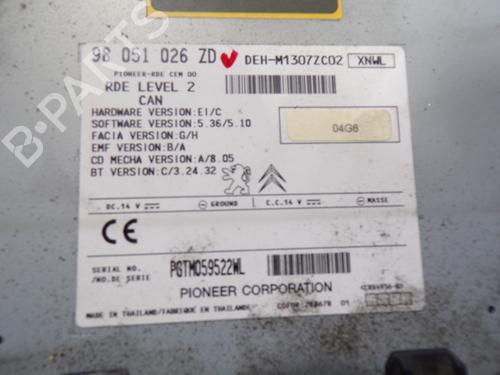 98 051 026 ZD DEH-M1307ZC02 XNWL
PIONEER-RDE CEM 00
RDE LEVEL 2
CAN
HARDWARE VERSION:EI/C
SOFTWARE VERSION:5.36/5.10
FACIA VERSION:G/H
EMF VERSION:B/A
CD MECHA VERSION:A/8.05
BT VERSION:C/3.24.32
04G6
DC.14 V GROUND C.C.14 V MASSE
CE
SERIAL NO.
/NO.DE SERIE
PGTM059522WL
PIONEER CORPORATION
MADE IN THAILAND/FABRIQUE EN THAILANDE
B-PARTS